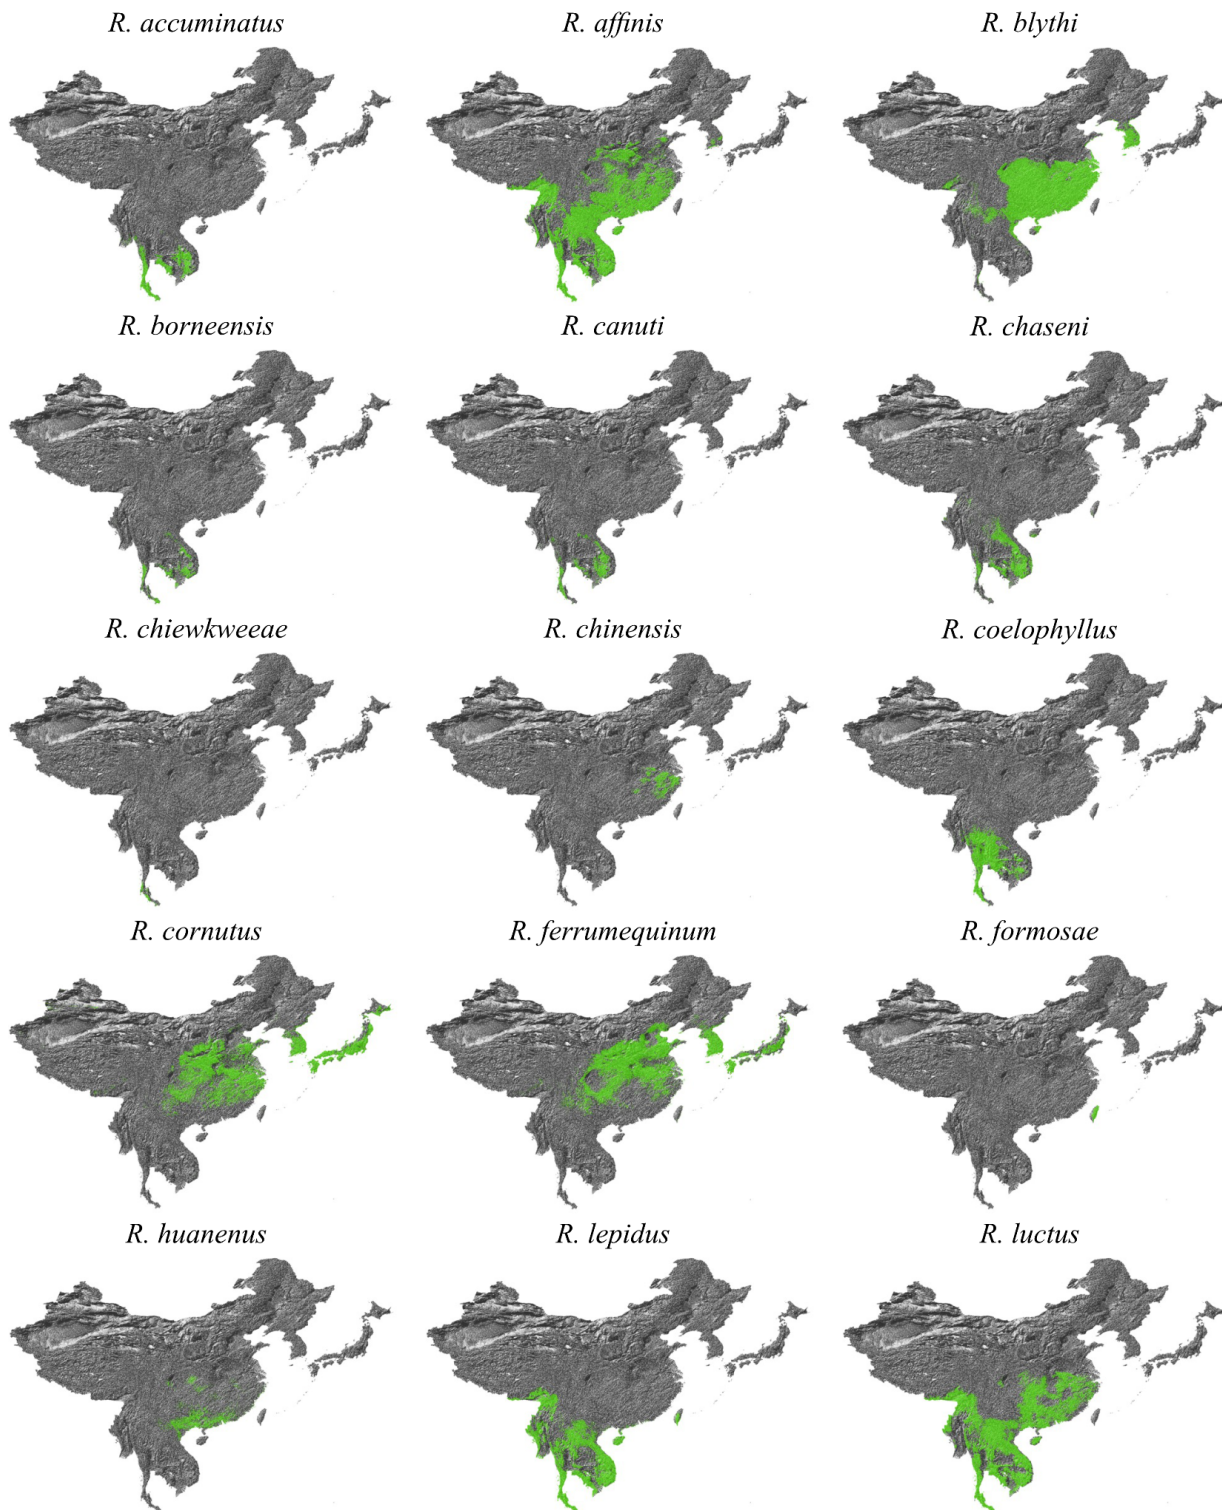 R. accuminatus
R. affinis
R. blythi
R. borneensis
R. canuti
R. chaseni
R. chiewkweeae
R. chinensis
R. coelophyllus
R. cornutus
R. ferrumequinum
R. formosae
R. huanenus
R. lepidus
R. luctus